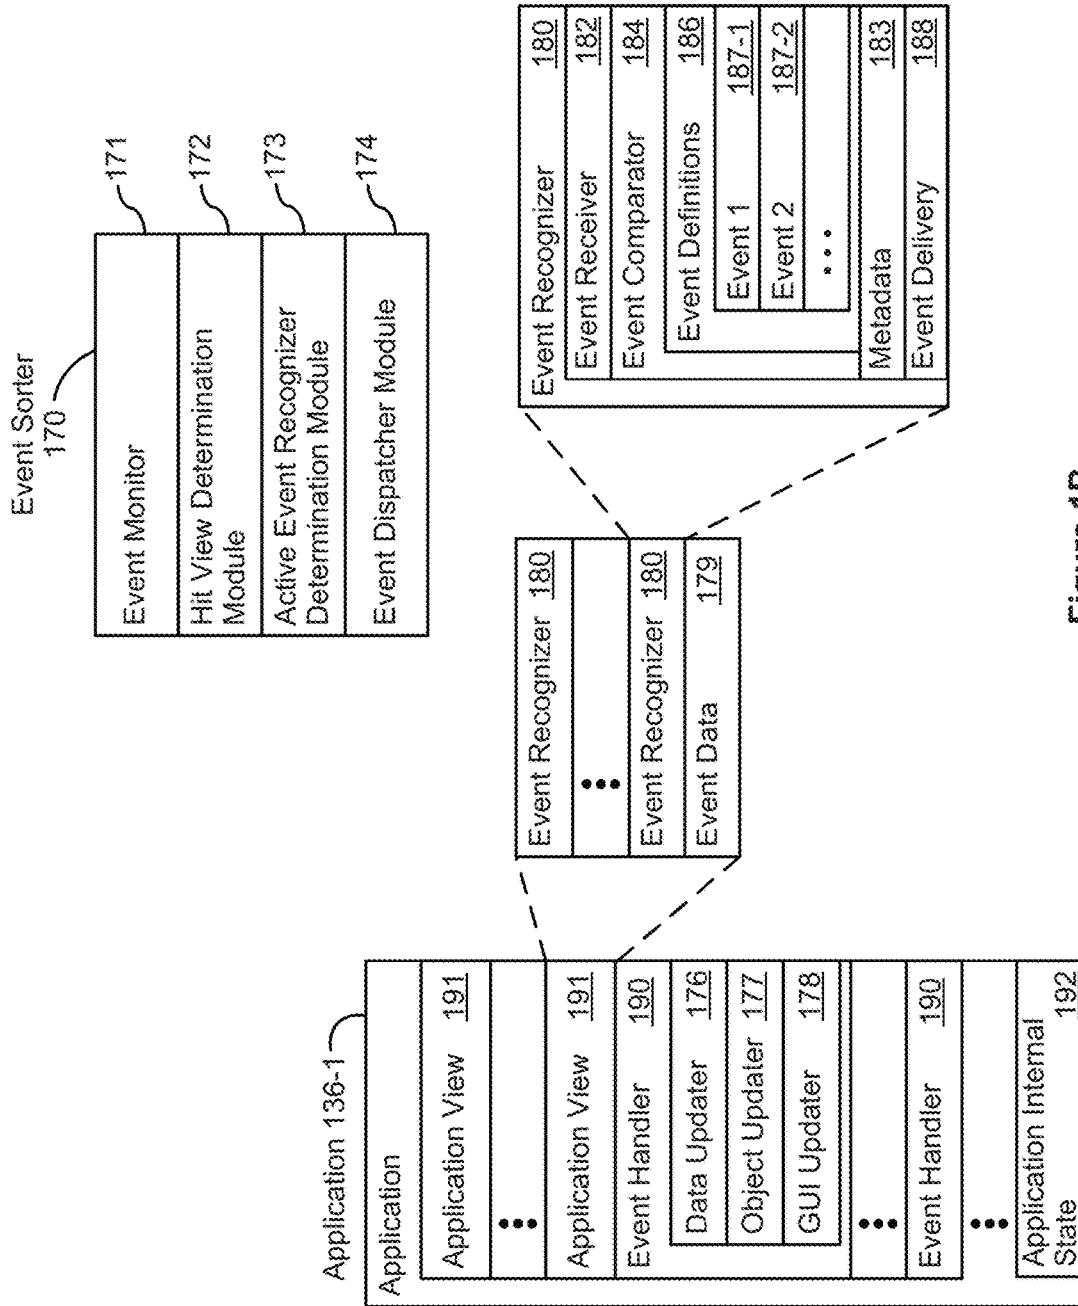 Event Sorter
170
Event Monitor
171
Hit View Determination
Module
172
Active Event Recognizer
Determination Module
173
Event Dispatcher Module
174
Application 136-1
Application
Application View 191
•••
Application View 191
Event Handler 190
Data Updater 176
Object Updater 177
GUI Updater 178
•••
Event Handler 190
•••
Application Internal
State 192
Event Recognizer 180
•••
Event Recognizer 180
Event Data 179
Event Recognizer 180
Event Receiver 182
Event Comparator 184
Event Definitions 186
Event 1 187-1
Event 2 187-2
•••
Metadata 183
Event Delivery 188
Figure 1B